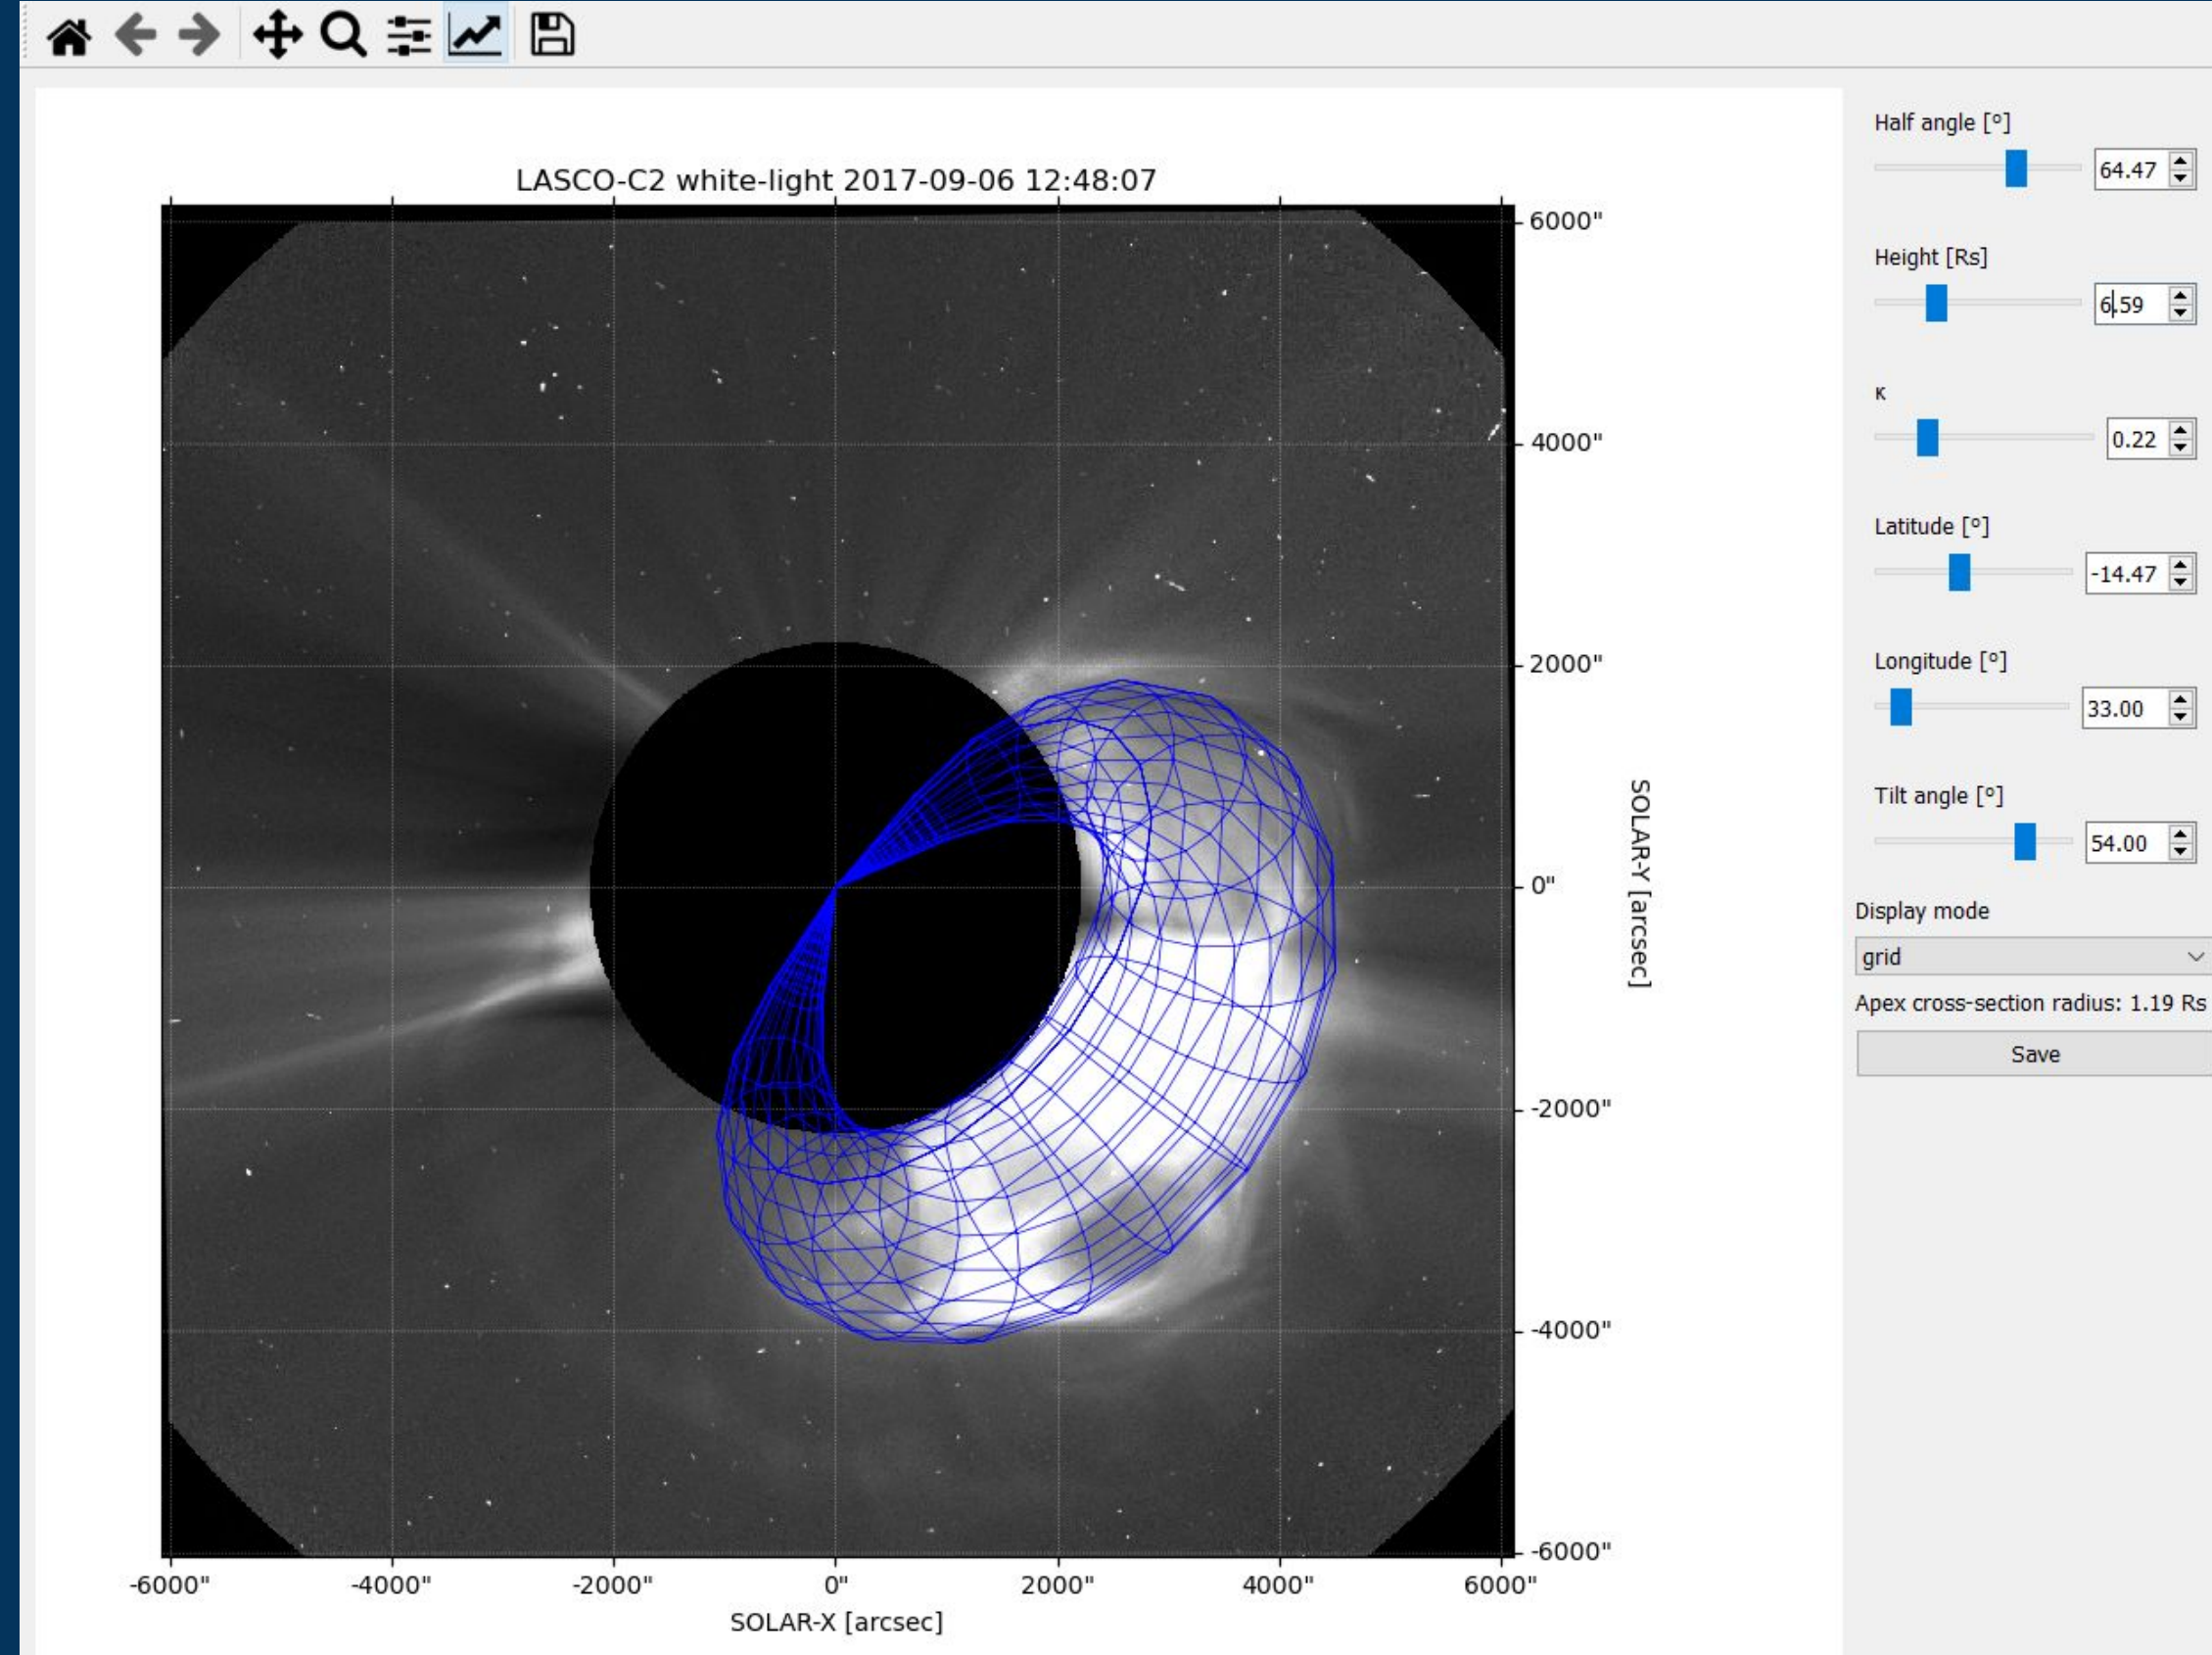 LASCO-C2 white-light 2017-09-06 12:48:07
6000"
4000"
2000"
0"
-2000"
-4000"
-6000"
SOLAR-Y [arcsec]
-6000"
-4000"
-2000"
0"
2000"
4000"
6000"
SOLAR-X [arcsec]
Half angle [º]
64.47
Height [Rs]
6.59
κ
0.22
Latitude [º]
-14.47
Longitude [º]
33.00
Tilt angle [º]
54.00
Display mode
grid
Apex cross-section radius: 1.19 Rs
Save